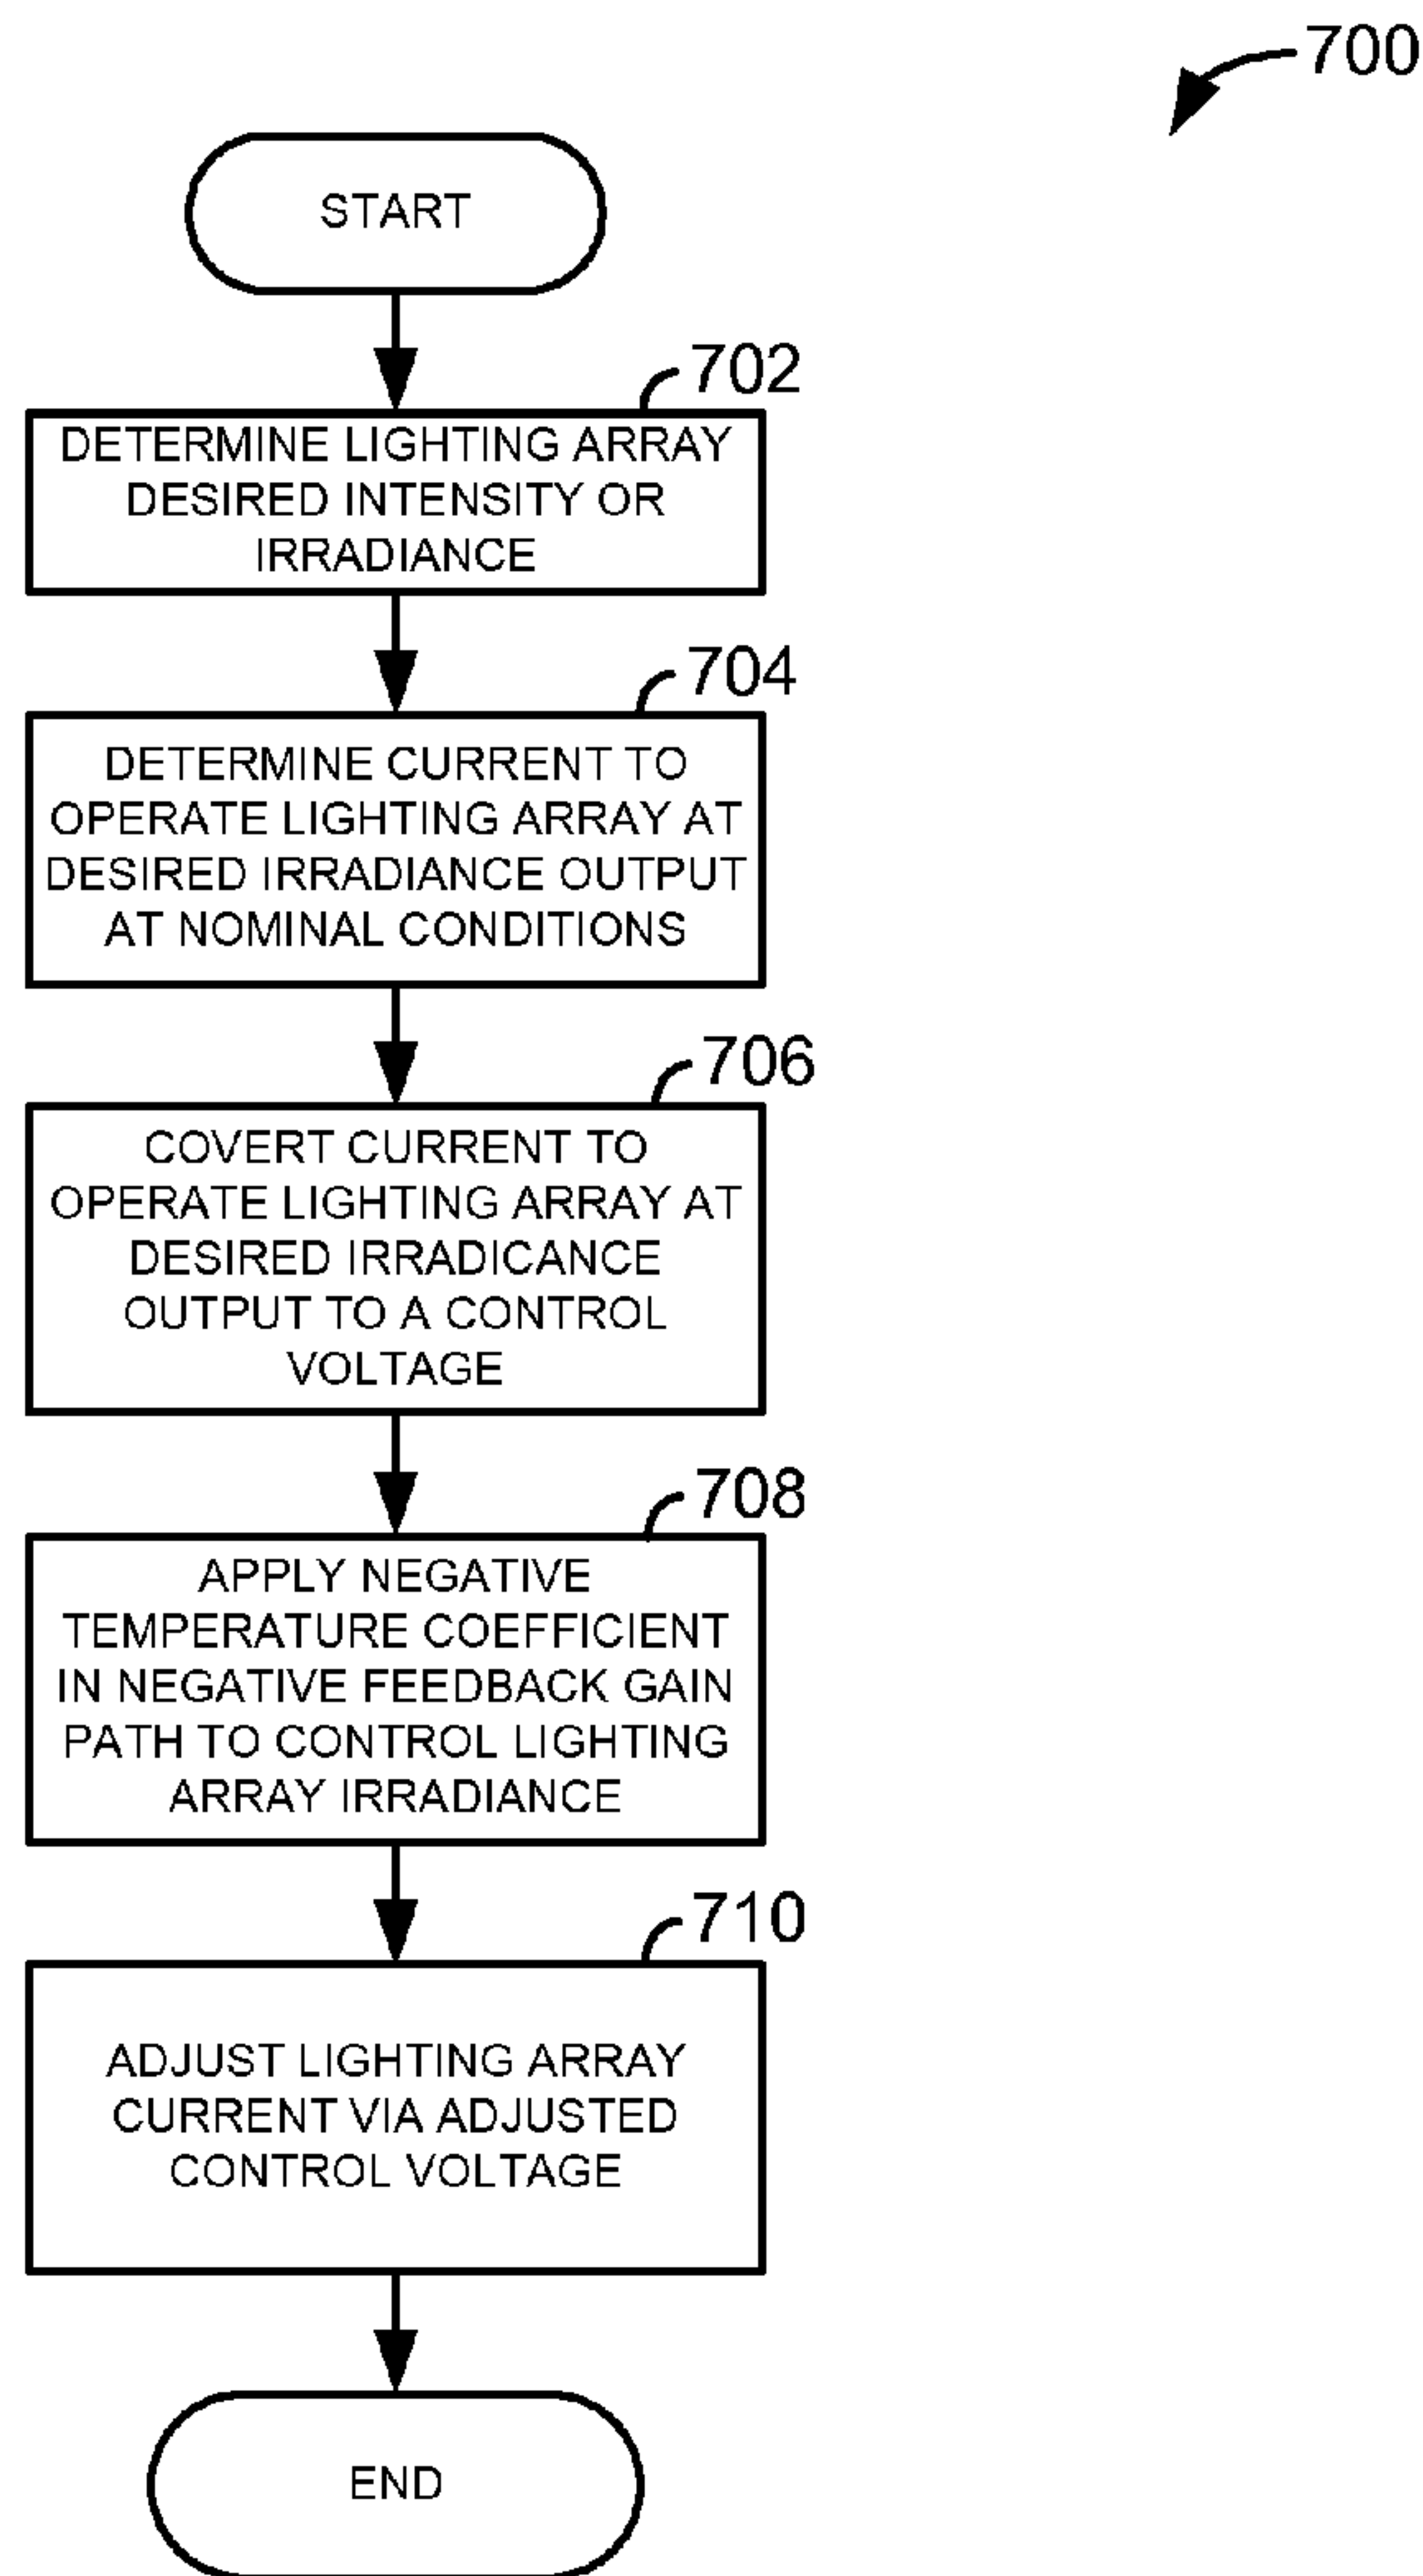 700
START
702
DETERMINE LIGHTING ARRAY
DESIRED INTENSITY OR
IRRADIANCE
704
DETERMINE CURRENT TO
OPERATE LIGHTING ARRAY AT
DESIRED IRRADIANCE OUTPUT
AT NOMINAL CONDITIONS
706
COVERT CURRENT TO
OPERATE LIGHTING ARRAY AT
DESIRED IRRADICANCE
OUTPUT TO A CONTROL
VOLTAGE
708
APPLY NEGATIVE
TEMPERATURE COEFFICIENT
IN NEGATIVE FEEDBACK GAIN
PATH TO CONTROL LIGHTING
ARRAY IRRADIANCE
710
ADJUST LIGHTING ARRAY
CURRENT VIA ADJUSTED
CONTROL VOLTAGE
END